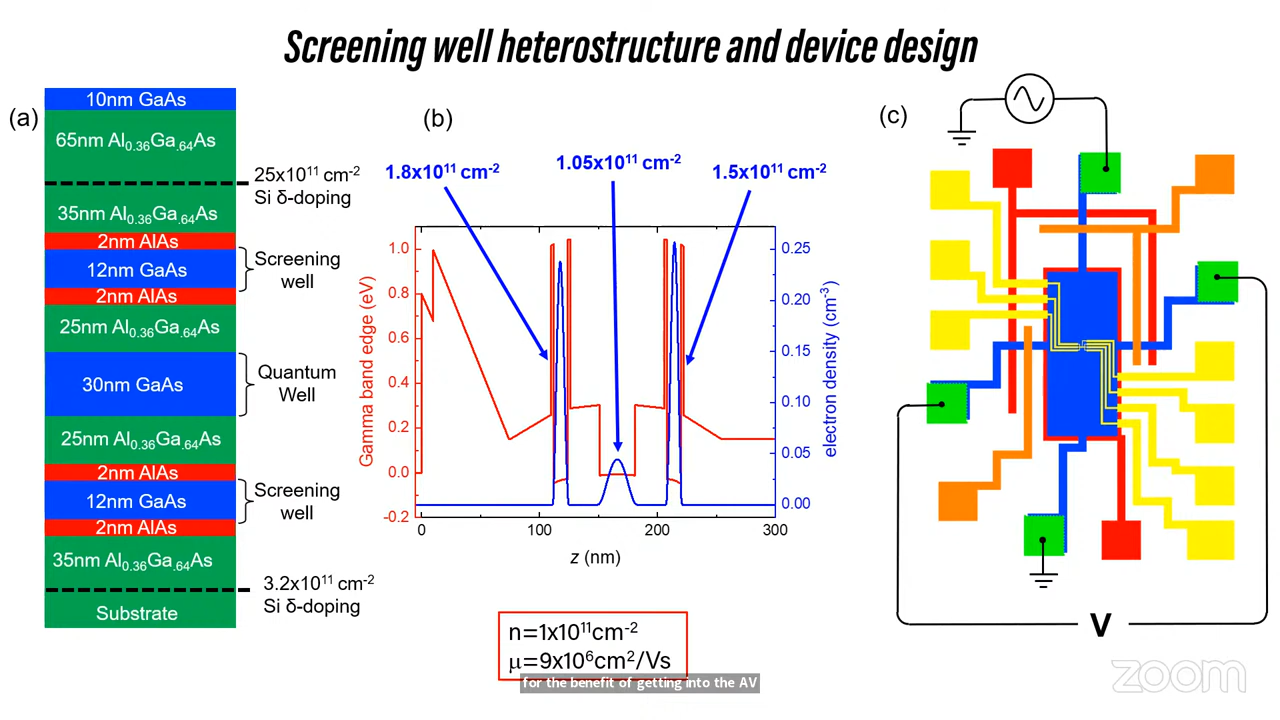 Screening well heterostructure and device design
(a)
10nm GaAs
65nm Al0.36Ga.64As
25x10¹¹ cm⁻²
Si δ-doping
35nm Al0.36Ga.64As
2nm AlAs
12nm GaAs
Screening
well
2nm AlAs
25nm Al0.36Ga.64As
30nm GaAs
Quantum
Well
25nm Al0.36Ga.64As
2nm AlAs
12nm GaAs
Screening
well
2nm AlAs
35nm Al0.36Ga.64As
3.2x10¹¹ cm⁻²
Si δ-doping
Substrate
(b)
1.8x10¹¹ cm⁻²
1.05x10¹¹ cm⁻²
1.5x10¹¹ cm⁻²
Gamma band edge (eV)
1.0
0.8
0.6
0.4
0.2
0.0
-0.2
0
100
200
300
z (nm)
0.25
0.20
0.15
0.10
0.05
0.00
electron density (cm⁻³)
n=1x10¹¹cm⁻²
μ=9x10⁶cm²/Vs
(c)
V
for the benefit of getting into the AV
zoom